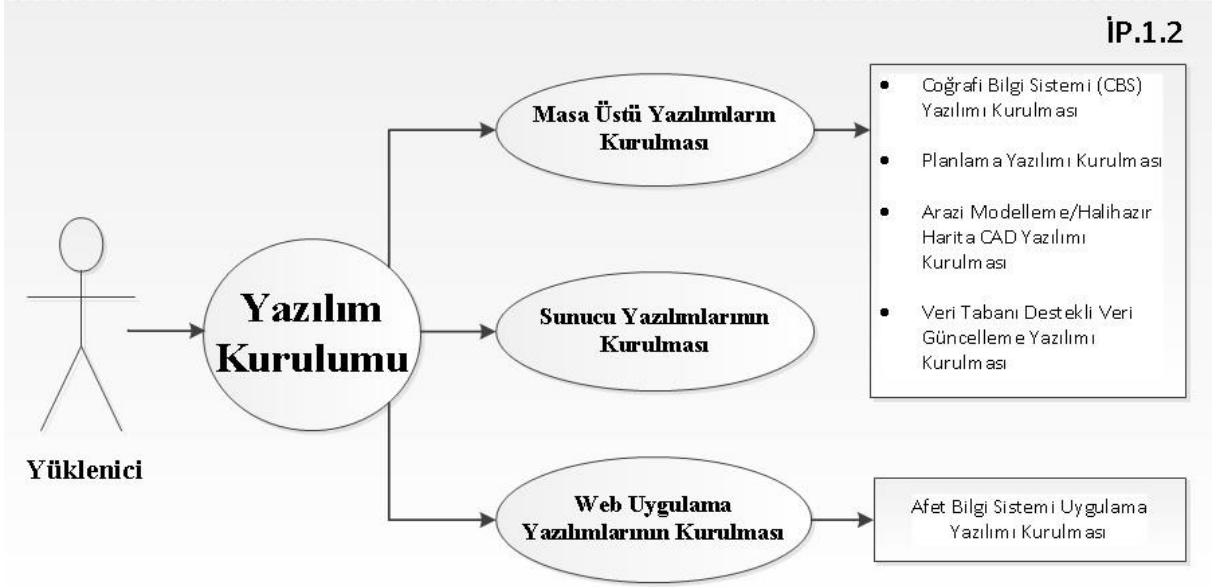 İP.1.2
Masa Üstü Yazılımların
Kurulması
• Coğrafi Bilgi Sistemi (CBS)
Yazılımı Kurulması
• Planlama Yazılımı Kurulması
• Arazi Modelleme/Halihazır
Harita CAD Yazılımı
Kurulması
• Veri Tabanı Destekli Veri
Güncelleme Yazılımı
Kurulması
Yazılım
Kurulumu
Sunucu Yazılımlarının
Kurulması
Yüklenici
Web Uygulama
Yazılımlarının Kurulması
Afet Bilgi Sistemi Uygulama
Yazılımı Kurulması